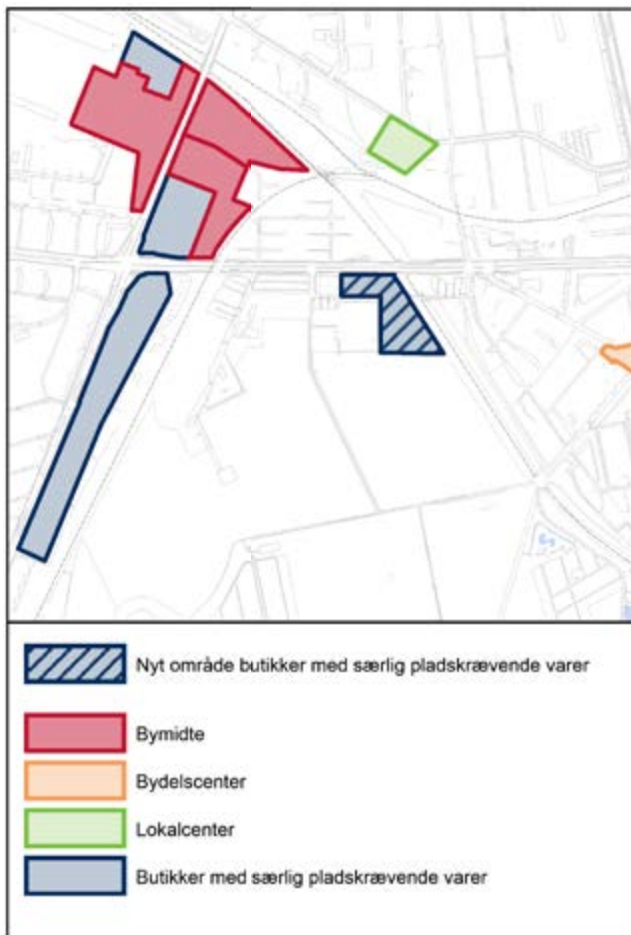 Nyt område butikker med særlig pladskrævende varer
Bymidte
Bydelscenter
Lokalcenter
Butikker med særlig pladskrævende varer